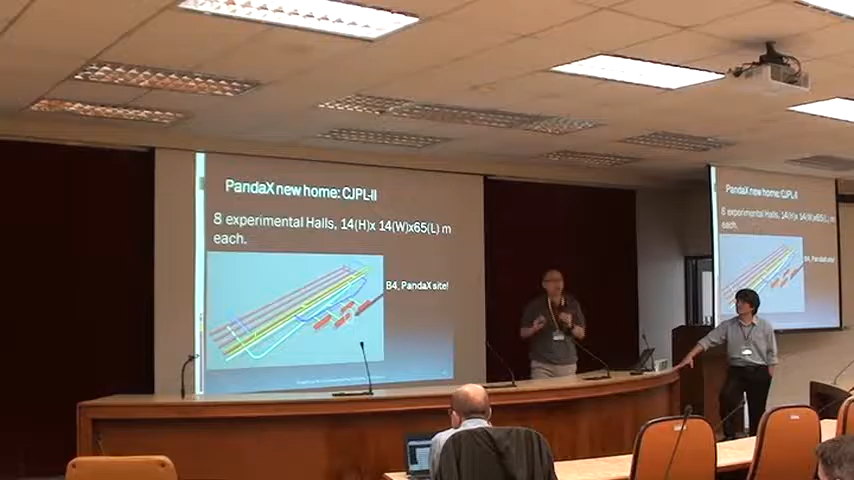 PandaX new home: CJPL-II
8 experimental Halls, 14(H)x 14(W)x65(L) m
each.
B4, PandaX site!
PandaX new home: CJPL-II
8 experimental Halls, 14(H)x 14(W)x65(L) m
each.
B4, PandaX site!